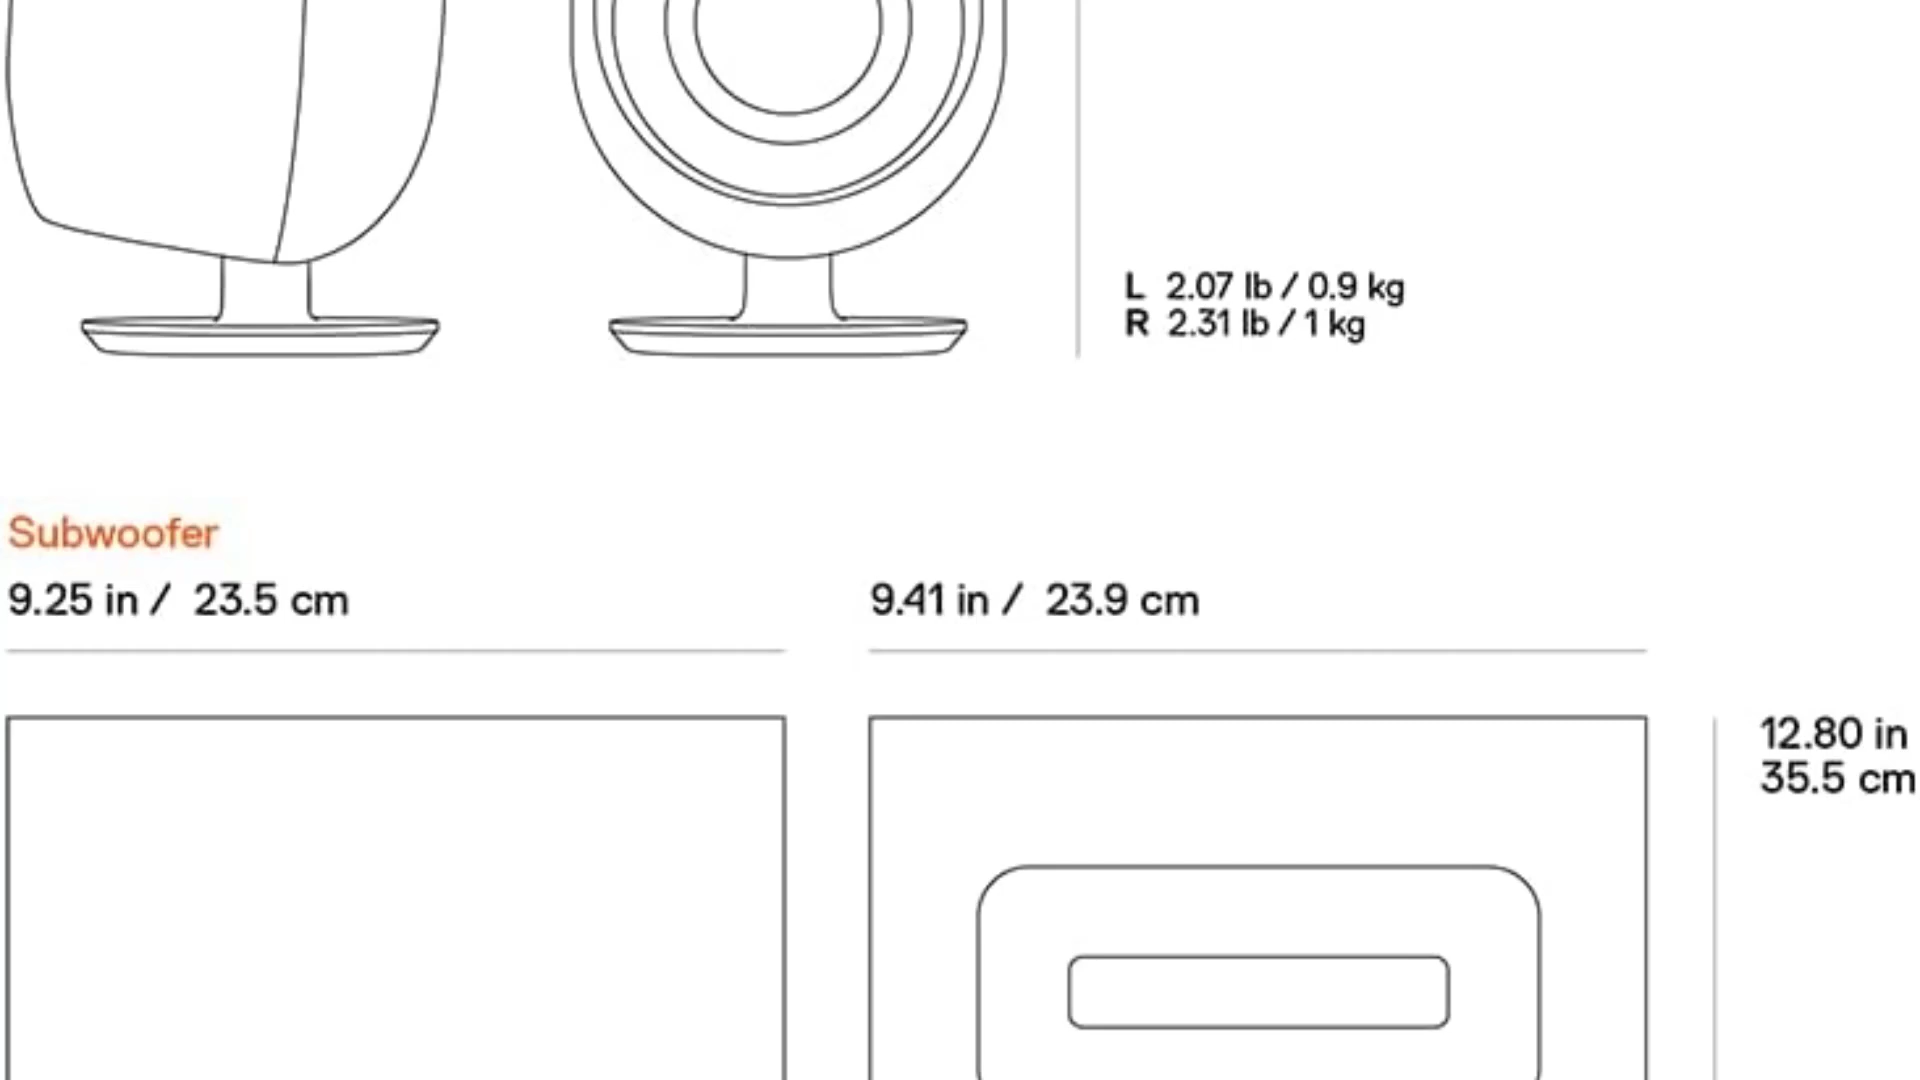 L 2.07 lb / 0.9 kg
R 2.31 lb / 1 kg
Subwoofer
9.25 in / 23.5 cm
9.41 in / 23.9 cm
12.80 in
35.5 cm